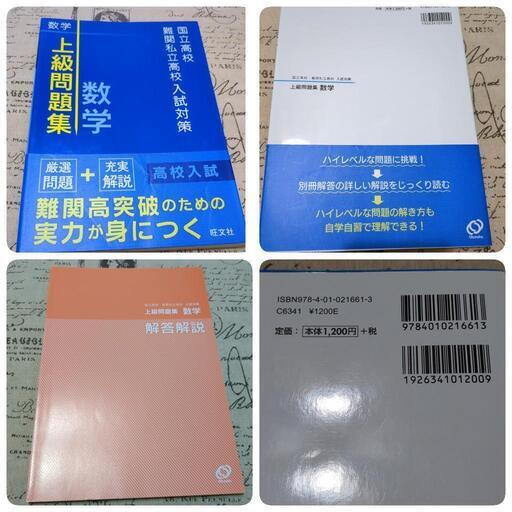 数学
国立高校
難関私立高校入試対策
上級問題集
数学
厳選
問題
+
充実
解説
高校入試
難関高突破のための
実力が身につく
旺文社
上級問題集 数学
ハイレベルな問題に挑戦!
別冊解答の詳しい解説をじっくり読む
ハイレベルな問題の解き方も
自学自習で理解できる!
Obunsha
上級問題集 数学
解答解説
ISBN978-4-01-021661-3
C6341 ¥1200E
定価:本体1,200円+税
9784010216613
1926341012009